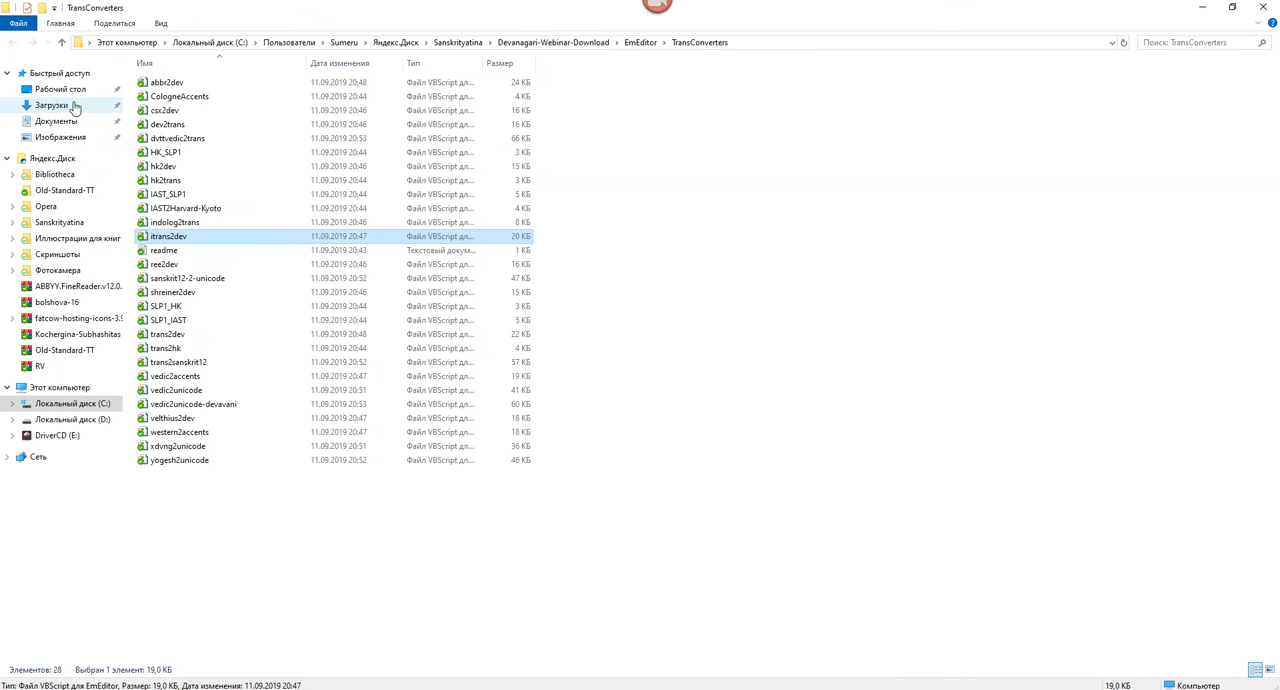 TransConverters
Файл Главная Поделиться Вид
Этот компьютер > Локальный диск (C:) > Пользователи > Sumeru > Яндекс.Диск > Sanskrityatina > Devanagari-Webinar-Download > EmEditor > TransConverters
Поиск: TransConverters
Быстрый доступ
Рабочий стол
Загрузки
Документы
Изображения
Яндекс.Диск
Bibliotheca
Old-Standard-TT
Opera
Sanskrityatina
Иллюстрации для книг
Скриншоты
Фотокамера
ABBYY.FineReader.v12.0.
bolshova-16
fatcow-hosting-icons-3.9
Kochergina-Subhashitas
Old-Standard-TT
RV
Этот компьютер
Локальный диск (C:)
Локальный диск (D:)
DriverCD (E:)
Сеть
Имя Дата изменения Тип Размер
abbr2dev 11.09.2019 20:48 Файл VBScript дл... 24 КБ
CologneAccents 11.09.2019 20:44 Файл VBScript дл... 4 КБ
csx2dev 11.09.2019 20:46 Файл VBScript дл... 16 КБ
dev2trans 11.09.2019 20:46 Файл VBScript дл... 16 КБ
dvttvedic2trans 11.09.2019 20:53 Файл VBScript дл... 66 КБ
HK_SLP1 11.09.2019 20:44 Файл VBScript дл... 3 КБ
hk2dev 11.09.2019 20:46 Файл VBScript дл... 15 КБ
hk2trans 11.09.2019 20:44 Файл VBScript дл... 3 КБ
IAST_SLP1 11.09.2019 20:44 Файл VBScript дл... 5 КБ
IAST2Harvard-Kyoto 11.09.2019 20:44 Файл VBScript дл... 4 КБ
indolog2trans 11.09.2019 20:46 Файл VBScript дл... 8 КБ
itrans2dev 11.09.2019 20:47 Файл VBScript дл... 20 КБ
readme 11.09.2019 20:43 Текстовый докум... 1 КБ
ree2dev 11.09.2019 20:46 Файл VBScript дл... 16 КБ
sanskrit12-2-unicode 11.09.2019 20:52 Файл VBScript дл... 47 КБ
shreiner2dev 11.09.2019 20:46 Файл VBScript дл... 15 КБ
SLP1_HK 11.09.2019 20:44 Файл VBScript дл... 3 КБ
SLP1_IAST 11.09.2019 20:44 Файл VBScript дл... 5 КБ
trans2dev 11.09.2019 20:48 Файл VBScript дл... 22 КБ
trans2hk 11.09.2019 20:44 Файл VBScript дл... 4 КБ
trans2sanskrit12 11.09.2019 20:52 Файл VBScript дл... 57 КБ
vedic2accents 11.09.2019 20:47 Файл VBScript дл... 19 КБ
vedic2unicode 11.09.2019 20:51 Файл VBScript дл... 41 КБ
vedic2unicode-devavani 11.09.2019 20:53 Файл VBScript дл... 60 КБ
velthius2dev 11.09.2019 20:47 Файл VBScript дл... 18 КБ
western2accents 11.09.2019 20:47 Файл VBScript дл... 18 КБ
xdvng2unicode 11.09.2019 20:51 Файл VBScript дл... 36 КБ
yogesh2unicode 11.09.2019 20:52 Файл VBScript дл... 46 КБ
Элементов: 28 Выбран 1 элемент: 19,0 КБ
Тип: Файл VBScript для EmEditor, Размер: 19,0 КБ, Дата изменения: 11.09.2019 20:47 19,0 КБ Компьютер